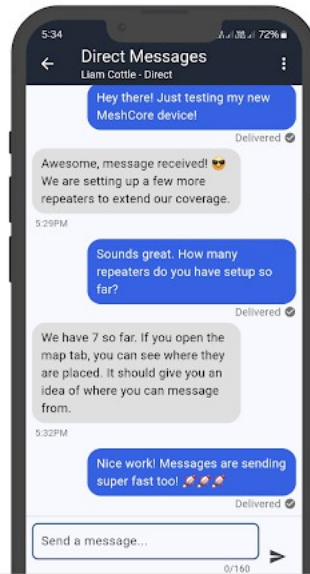 5:34
72%
Direct Messages
Liam Cottle - Direct
Hey there! Just testing my new
MeshCore device!
Delivered
Awesome, message received! 😎
We are setting up a few more
repeaters to extend our coverage.
5:29PM
Sounds great. How many
repeaters do you have setup so
far?
Delivered
We have 7 so far. If you open the
map tab, you can see where they
are placed. It should give you an
idea of where you can message
from.
5:32PM
Nice work! Messages are sending
super fast too! 🚀🚀🚀
Delivered
Send a message...
0/160